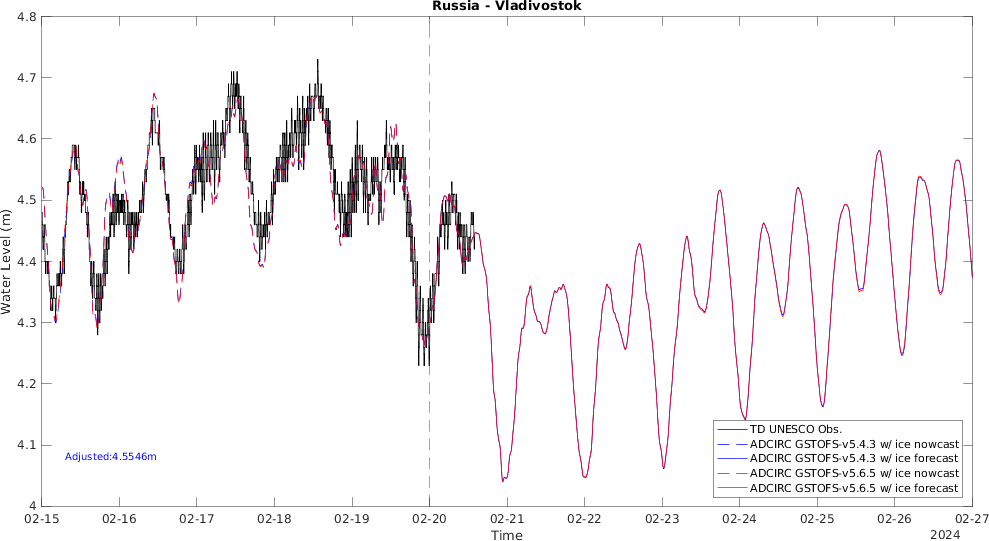 Russia - Vladivostok
4.8
4.7
4.6
4.5
4.4
4.3
4.2
4.1
4
Water Level (m)
Adjusted:4.5546m
TD UNESCO Obs.
ADCIRC GSTOFS-v5.4.3 w/ ice nowcast
ADCIRC GSTOFS-v5.4.3 w/ ice forecast
ADCIRC GSTOFS-v5.6.5 w/ ice nowcast
ADCIRC GSTOFS-v5.6.5 w/ ice forecast
02-15 02-16 02-17 02-18 02-19 02-20 02-21 02-22 02-23 02-24 02-25 02-26 02-27
Time
2024